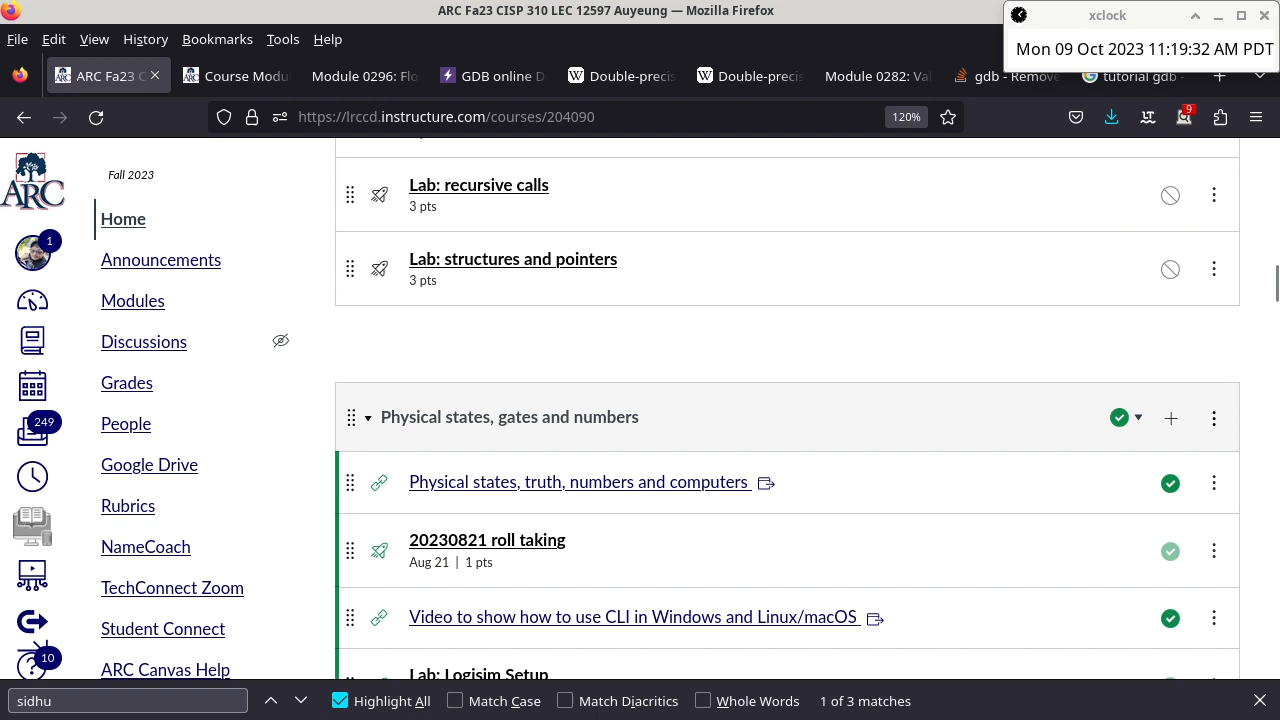 ARC Fa23 CISP 310 LEC 12597 Auyeung — Mozilla Firefox
xclock
Mon 09 Oct 2023 11:19:32 AM PDT
File Edit View History Bookmarks Tools Help
ARC Fa23 C
Course Modu
Module 0296: Flo
GDB online D
Double-precis
Double-precis
Module 0282: Val
gdb - Remove
tutorial gdb -
https://lrccd.instructure.com/courses/204090
120%
9
ARC
1
249
10
Fall 2023
Home
Announcements
Modules
Discussions
Grades
People
Google Drive
Rubrics
NameCoach
TechConnect Zoom
Student Connect
ARC Canvas Help
Lab: recursive calls
3 pts
Lab: structures and pointers
3 pts
Physical states, gates and numbers
Physical states, truth, numbers and computers
20230821 roll taking
Aug 21 | 1 pts
Video to show how to use CLI in Windows and Linux/macOS
Lab: Logisim Setup
sidhu
Highlight All
Match Case
Match Diacritics
Whole Words
1 of 3 matches